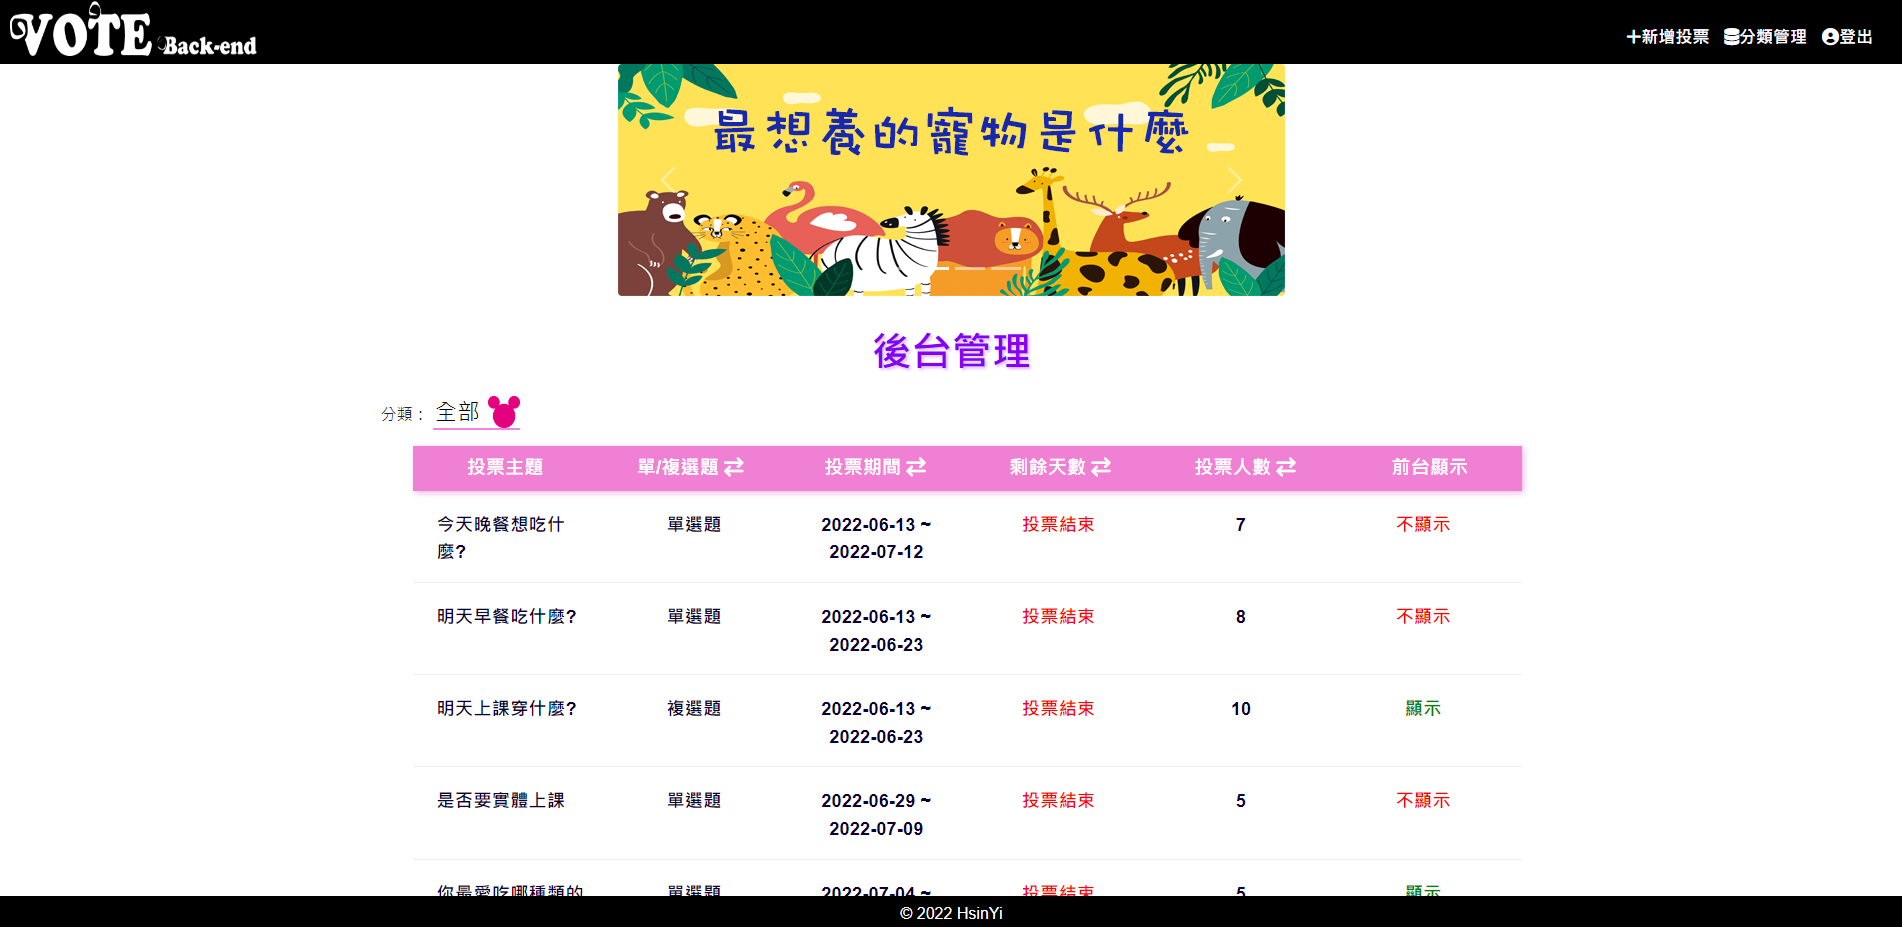 VOTE Back-end
新增投票 分類管理 登出
最想養的寵物是什麼
後台管理
分類： 全部
投票主題 單/複選題 投票期間 剩餘天數 投票人數 前台顯示
今天晚餐想吃什 單選題 2022-06-13 ~ 投票結束 7 不顯示
麼? 2022-07-12
明天早餐吃什麼? 單選題 2022-06-13 ~ 投票結束 8 不顯示
2022-06-23
明天上課穿什麼? 複選題 2022-06-13 ~ 投票結束 10 顯示
2022-06-23
是否要實體上課 單選題 2022-06-29 ~ 投票結束 5 不顯示
2022-07-09
你最愛吃哪種類的 單選題 2022-07-04 ~ 投票結束 5 顯示
© 2022 HsinYi